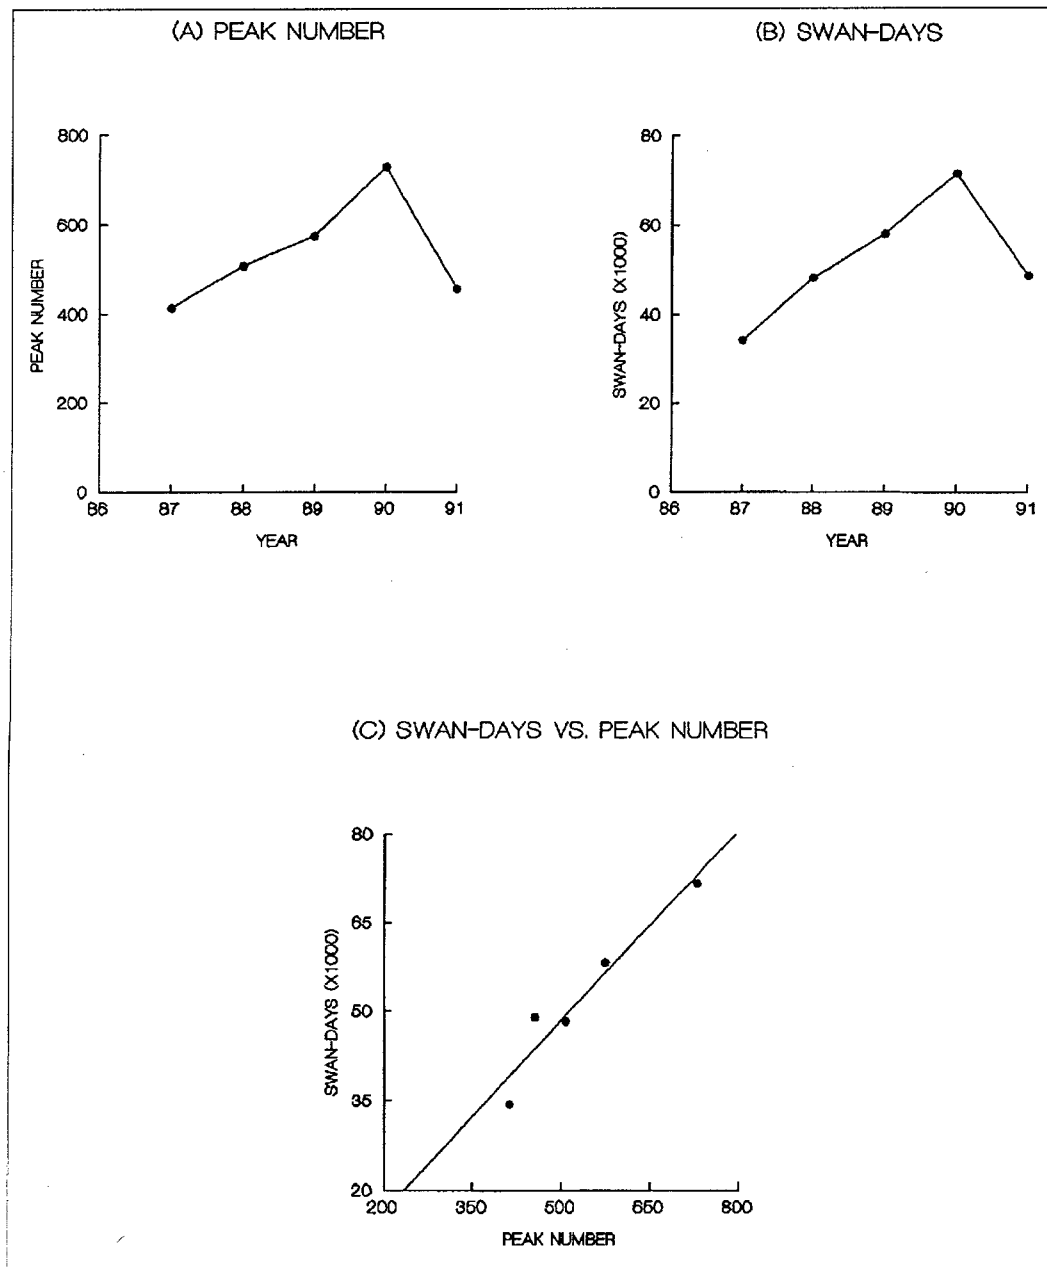 (A) PEAK NUMBER
800
600
400
200
0
PEAK NUMBER
86 87 88 89 90 91
YEAR
(B) SWAN-DAYS
80
60
40
20
0
SWAN-DAYS (X1000)
86 87 88 89 90 91
YEAR
(C) SWAN-DAYS VS. PEAK NUMBER
80
65
50
35
20
SWAN-DAYS (X1000)
200 350 500 650 800
PEAK NUMBER